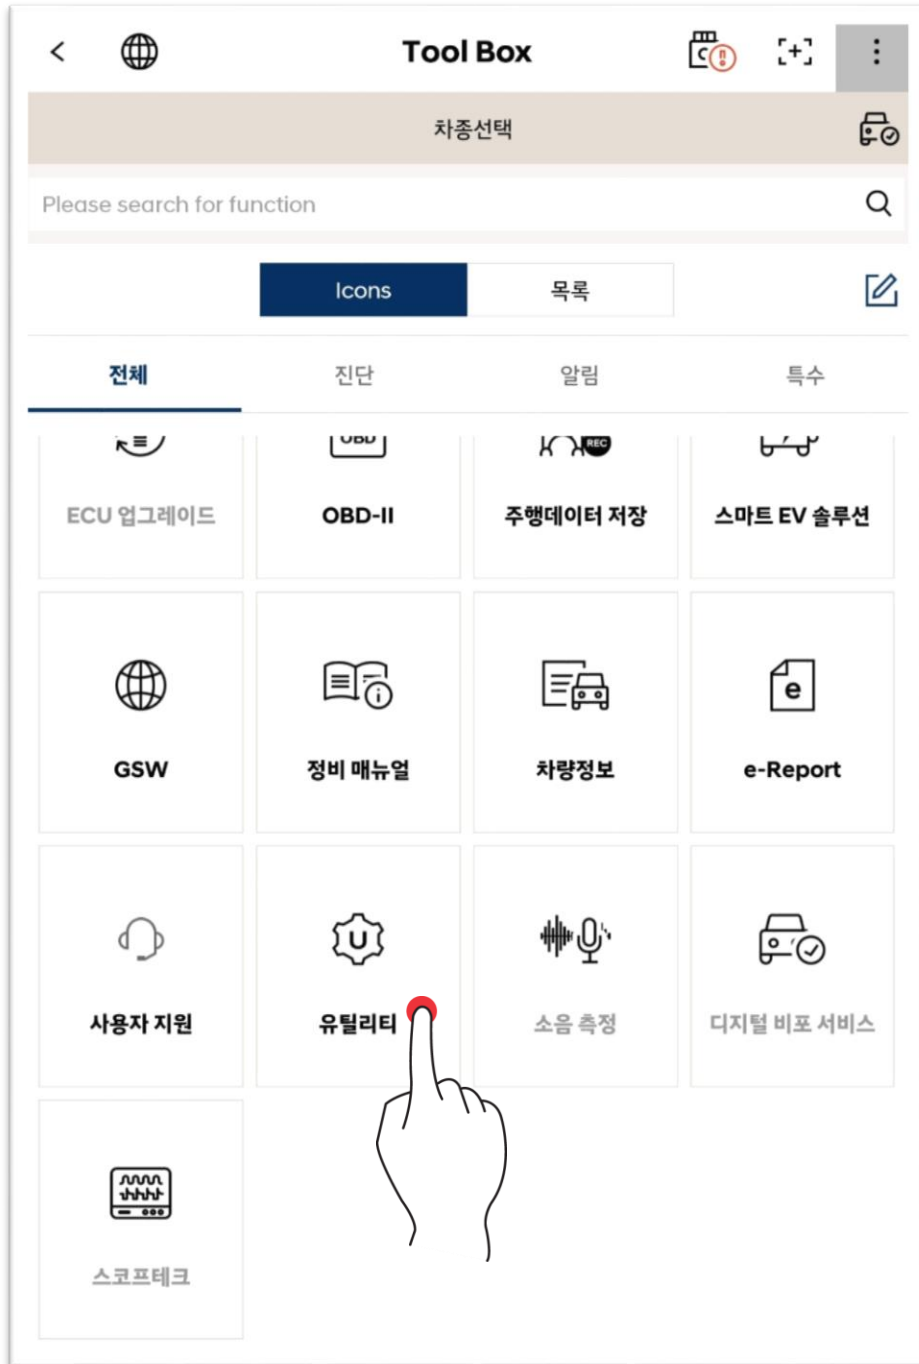 Tool Box
차종선택
Please search for function
Icons 목록
전체 진단 알림 특수
OBD REC
ECU 업그레이드 OBD-II 주행데이터 저장 스마트 EV 솔루션
e
GSW 정비 매뉴얼 차량정보 e-Report
U
사용자 지원 유틸리티 소음 측정 디지털 비포 서비스
스코프테크